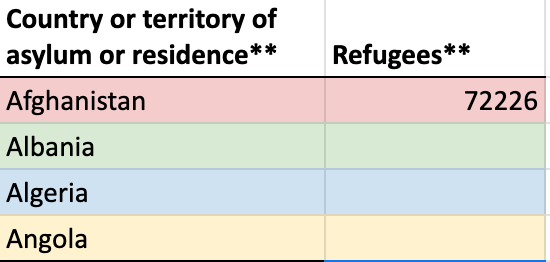 Country or territory of
asylum or residence** Refugees**
Afghanistan 72226
Albania
Algeria
Angola